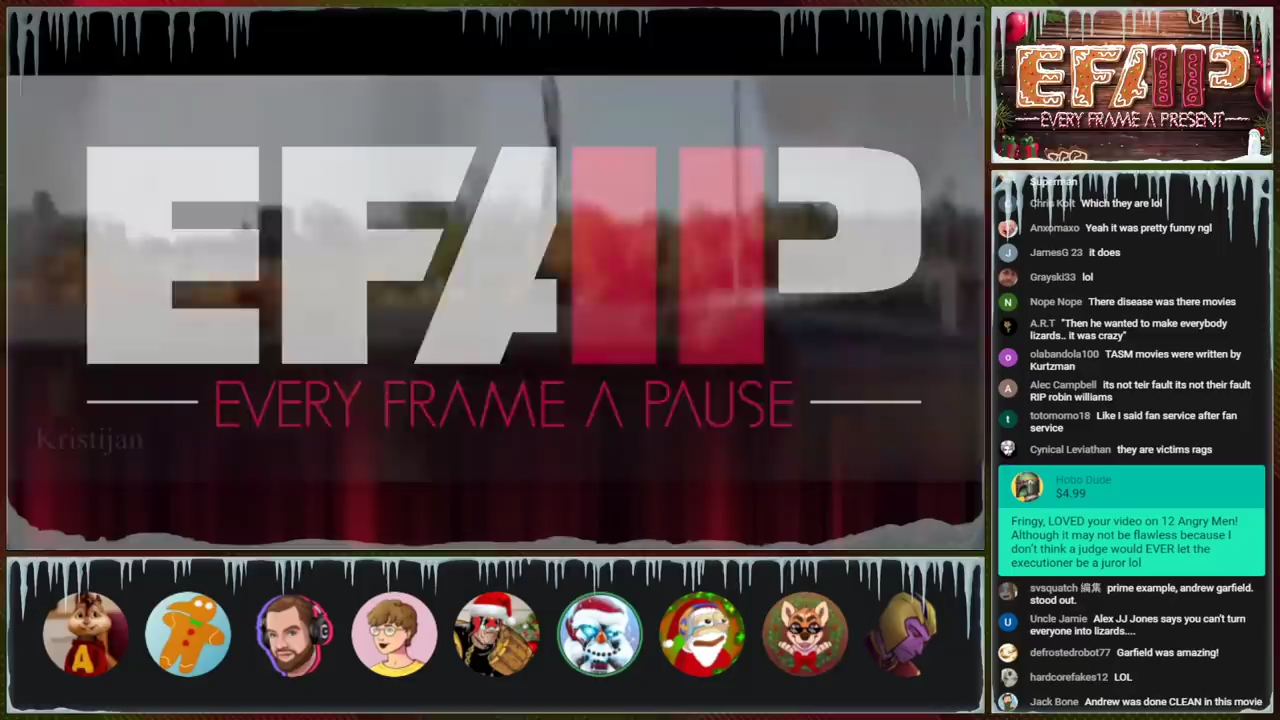 EFAP
EVERY FRAME A PAUSE
Kristijan
EFAP
EVERY FRAME A PRESENT
Superman
Chris Kolt Which they are lol
Anxomaxo Yeah it was pretty funny ngl
JamesG 23 it does
Grayski33 lol
N Nope Nope There disease was there movies
A.R.T "Then he wanted to make everybody
lizards.. it was crazy"
o olabandola100 TASM movies were written by
Kurtzman
A Alec Campbell its not teir fault its not their fault
RIP robin williams
t totomomo18 Like I said fan service after fan
service
Cynical Leviathan they are victims rags
Hobo Dude
$4.99
Fringy, LOVED your video on 12 Angry Men!
Although it may not be flawless because I
don't think a judge would EVER let the
executioner be a juror lol
svsquatch 編集 prime example, andrew garfield.
stood out.
U Uncle Jamie Alex JJ Jones says you can't turn
everyone into lizards....
defrostedrobot77 Garfield was amazing!
hardcorefakes12 LOL
Jack Bone Andrew was done CLEAN in this movie
A